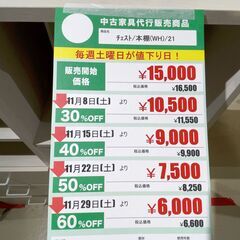 中古家具代行販売商品
商品名
チェスト/本棚(WH)/21
毎週土曜日が値下り日！
販売開始価格
¥15,000
税込価格 ¥16,500
11月8日(土) より
30%OFF
¥10,500
税込価格 ¥11,550
11月15日(土) より
40%OFF
¥9,000
税込価格 ¥9,900
11月22日(土) より
50%OFF
¥7,500
税込価格 ¥8,250
11月29日(土) より
60%OFF
¥6,000
税込価格 ¥6,600